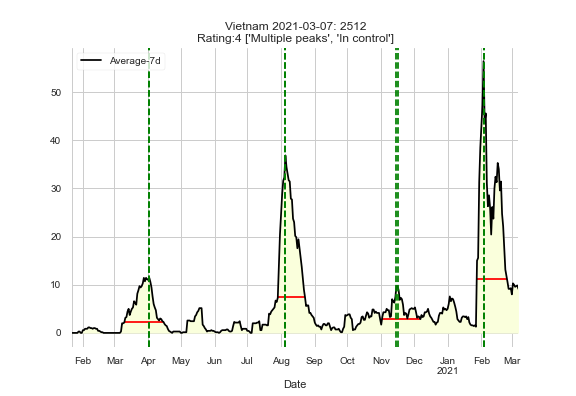 Vietnam 2021-03-07: 2512
Rating:4 ['Multiple peaks', 'In control']
Average-7d
50
40
30
20
10
0
Feb Mar Apr May Jun Jul Aug Sep Oct Nov Dec Jan Feb Mar
2021
Date